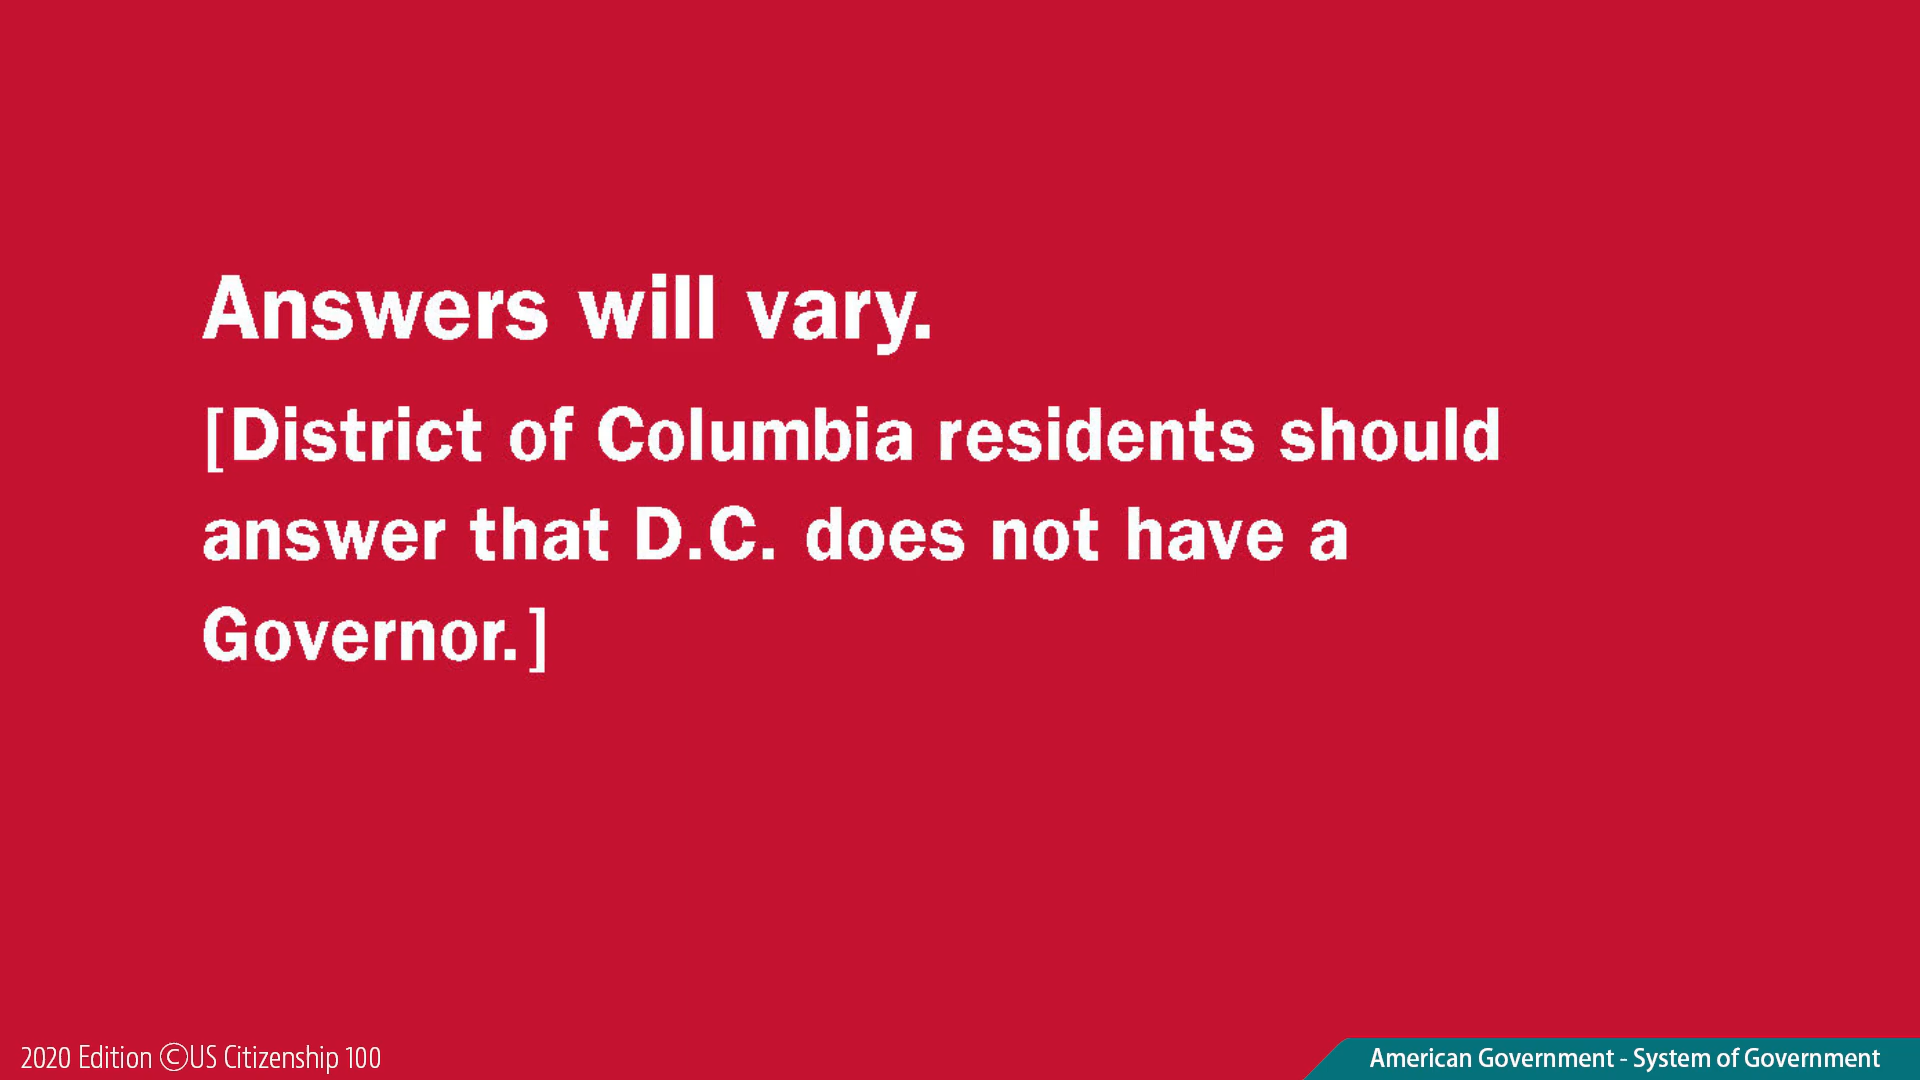 Answers will vary.
[District of Columbia residents should
answer that D.C. does not have a
Governor.]
2020 Edition ©US Citizenship 100
American Government - System of Government